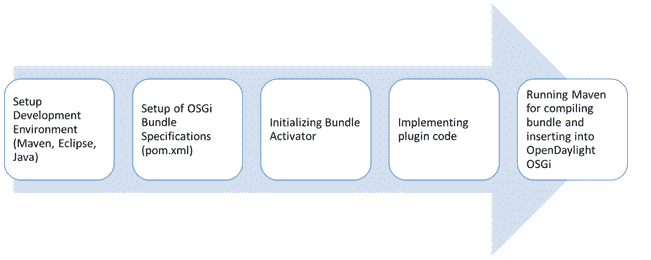 Setup
Development
Environment
(Maven, Eclipse,
Java)
Setup of OSGi
Bundle
Specifications
(pom.xml)
Initializing Bundle
Activator
Implementing
plugin code
Running Maven
for compiling
bundle and
inserting into
OpenDaylight
OSGi